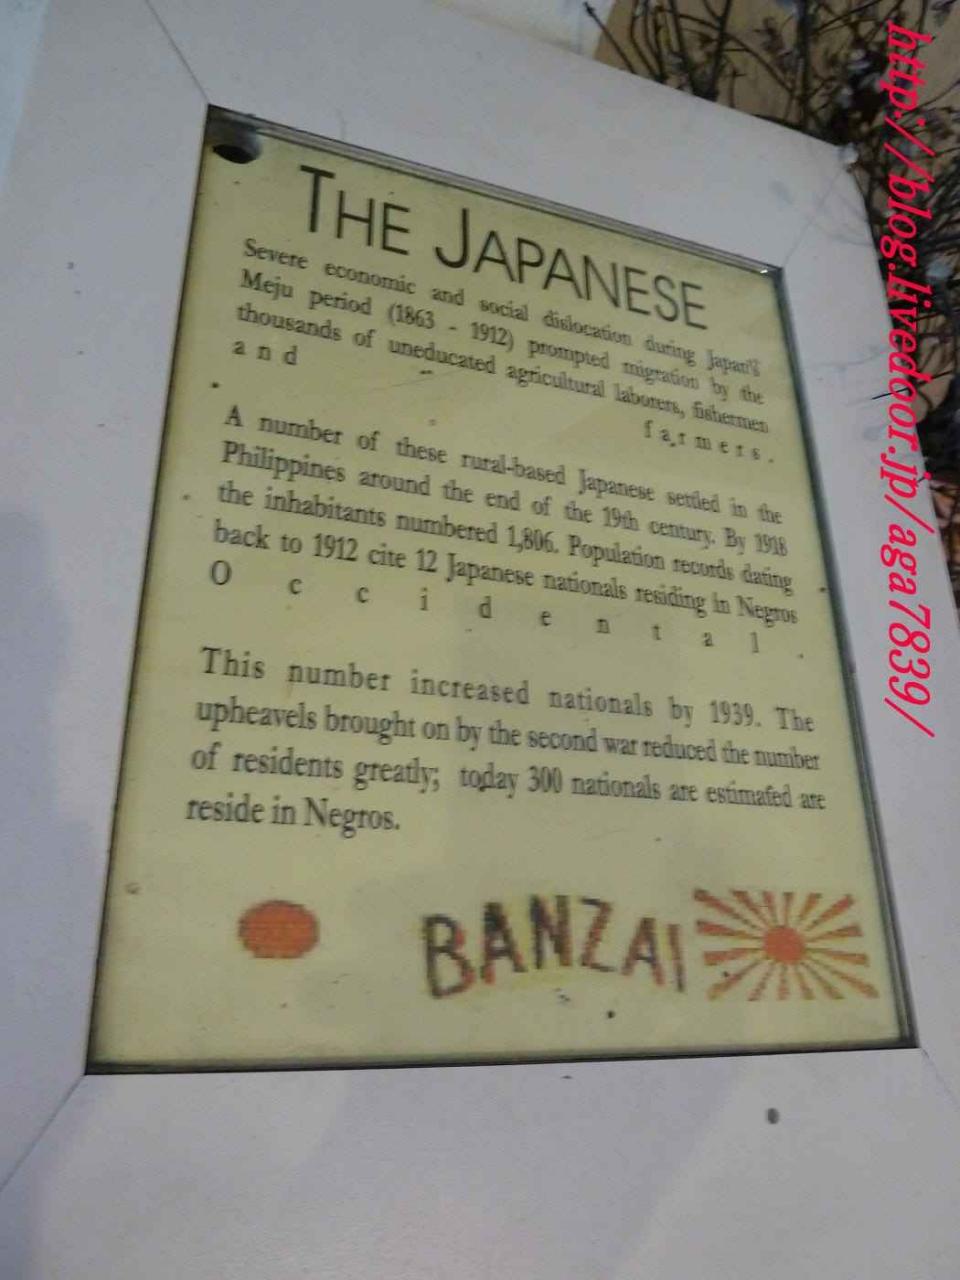 THE JAPANESE
Severe economic and social dislocation during Japan's
Meju period (1863 - 1912) prompted migration by the
thousands of uneducated agricultural laborers, fishermen
and farmers.
A number of these rural-based Japanese settled in the
Philippines around the end of the 19th century. By 1918
the inhabitants numbered 1,806. Population records dating
back to 1912 cite 12 Japanese nationals residing in Negros
Occidental.
This number increased nationals by 1939. The
upheavels brought on by the second war reduced the number
of residents greatly; today 300 nationals are estimated are
reside in Negros.
BANZAI
http://blog.livedoor.jp/aga7839/